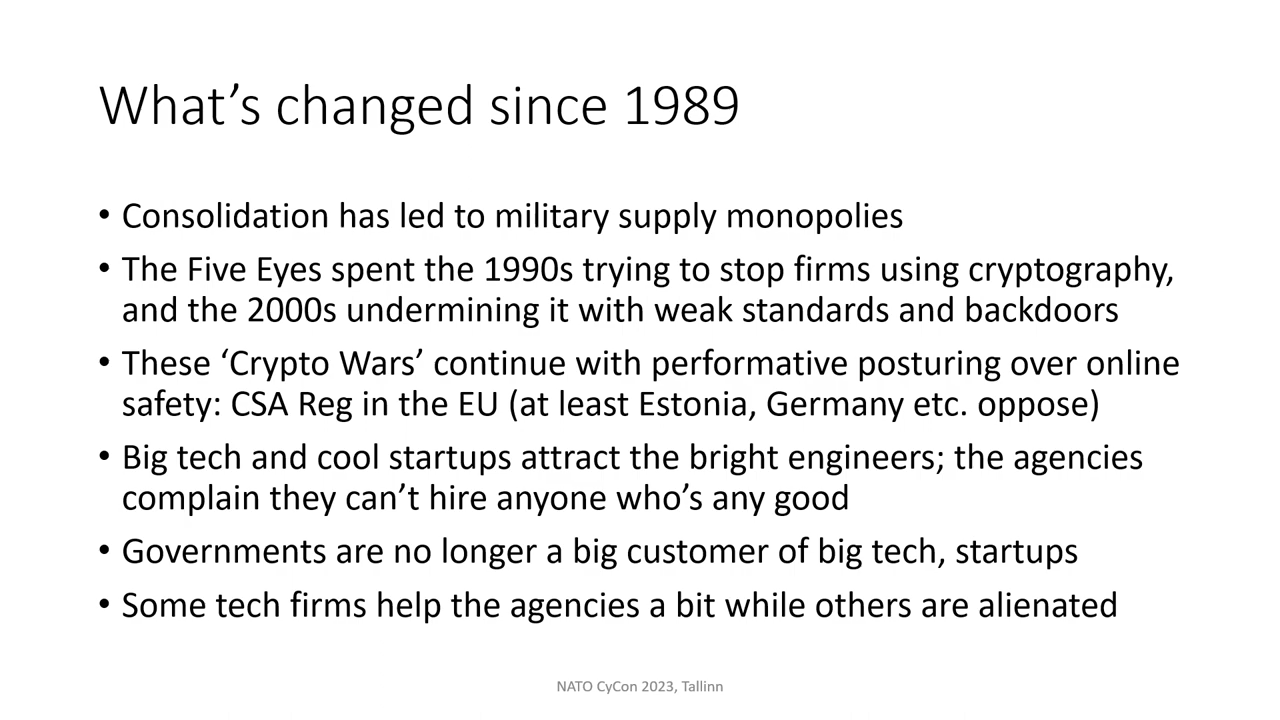 What’s changed since 1989
• Consolidation has led to military supply monopolies
• The Five Eyes spent the 1990s trying to stop firms using cryptography,
and the 2000s undermining it with weak standards and backdoors
• These ‘Crypto Wars’ continue with performative posturing over online
safety: CSA Reg in the EU (at least Estonia, Germany etc. oppose)
• Big tech and cool startups attract the bright engineers; the agencies
complain they can’t hire anyone who’s any good
• Governments are no longer a big customer of big tech, startups
• Some tech firms help the agencies a bit while others are alienated
NATO CyCon 2023, Tallinn